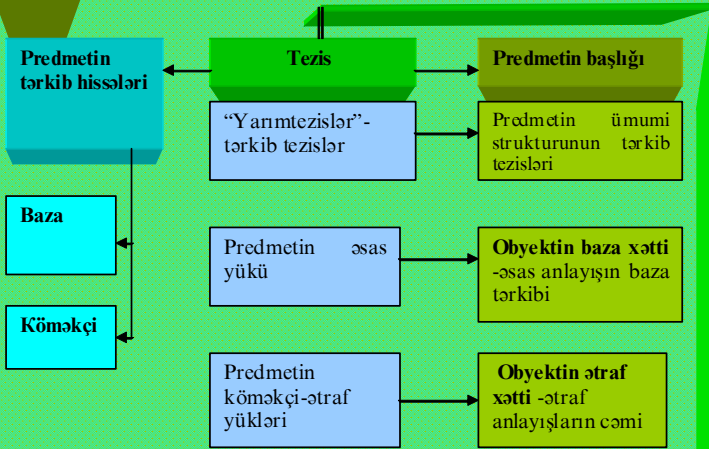 Predmetin
tərkib hissələri
Tezis
Predmetin başlığı
“Yarımtezislər”-
tərkib tezislər
Predmetin ümumi
strukturunun tərkib
tezisləri
Baza
Predmetin əsas
yükü
Obyektin baza xətti
-əsas anlayışın baza
tərkibi
Köməkçi
Predmetin
köməkçi-ətraf
yükləri
Obyektin ətraf
xətti -ətraf
anlayışların cəmi